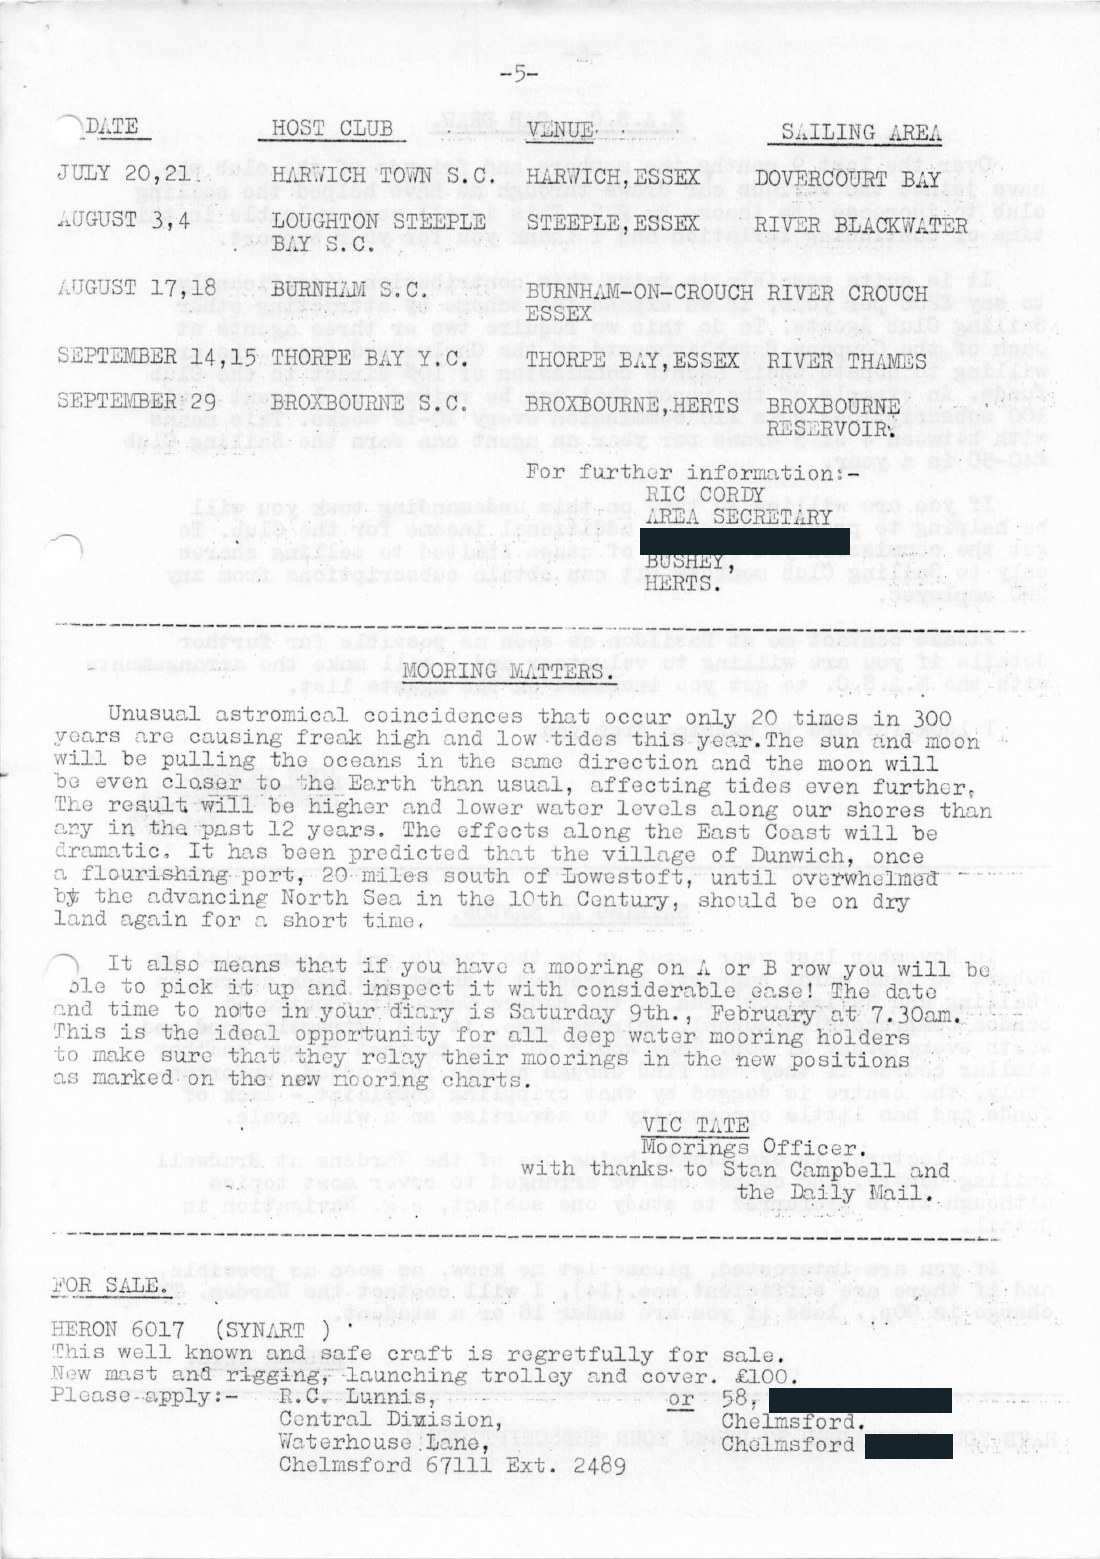 -5-
DATE HOST CLUB VENUE SAILING AREA
JULY 20,21 HARWICH TOWN S.C. HARWICH,ESSEX DOVERCOURT BAY
AUGUST 3,4 LOUGHTON STEEPLE STEEPLE,ESSEX RIVER BLACKWATER
BAY S.C.
AUGUST 17,18 BURNHAM S.C. BURNHAM-ON-CROUCH RIVER CROUCH
ESSEX
SEPTEMBER 14,15 THORPE BAY Y.C. THORPE BAY,ESSEX RIVER THAMES
SEPTEMBER 29 BROXBOURNE S.C. BROXBOURNE,HERTS BROXBOURNE
RESERVOIR.
For further information:-
RIC CORDY
AREA SECRETARY
BUSHEY,
HERTS.
MOORING MATTERS.
Unusual astromical coincidences that occur only 20 times in 300
years are causing freak high and low tides this year.The sun and moon
will be pulling the oceans in the same direction and the moon will
be even closer to the Earth than usual, affecting tides even further.
The result will be higher and lower water levels along our shores than
any in the past 12 years. The effects along the East Coast will be
dramatic. It has been predicted that the village of Dunwich, once
a flourishing port, 20 miles south of Lowestoft, until overwhelmed
by the advancing North Sea in the 10th Century, should be on dry
land again for a short time.
It also means that if you have a mooring on A or B row you will be
ble to pick it up and inspect it with considerable ease! The date
and time to note in your diary is Saturday 9th., February at 7.30am.
This is the ideal opportunity for all deep water mooring holders
to make sure that they relay their moorings in the new positions
as marked on the new mooring charts.
VIC TATE
Moorings Officer.
with thanks to Stan Campbell and
the Daily Mail.
FOR SALE.
HERON 6017 (SYNART )
This well known and safe craft is regretfully for sale.
New mast and rigging, launching trolley and cover. £100.
Please apply:- R.C. Lunnis, or 58,
Central Division, Chelmsford.
Waterhouse Lane, Chelmsford
Chelmsford 67111 Ext. 2489